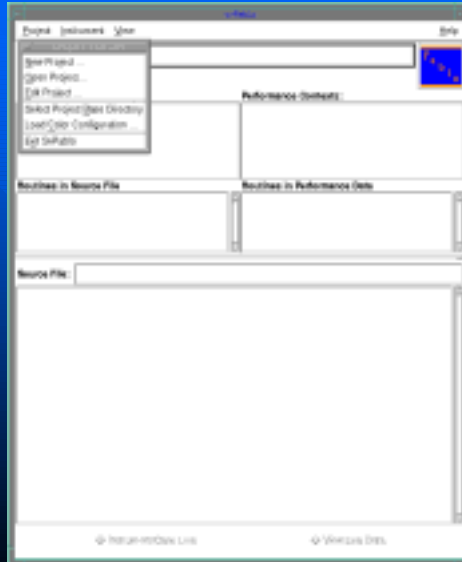 Project Instrument View Help
New Project ...
Open Project...
Edit Project ...
Select Project Base Directory
Load Color Configuration ...
Exit SvPablo
Performance Contexts:
Routines in Source File
Routines in Performance Data
Source File: